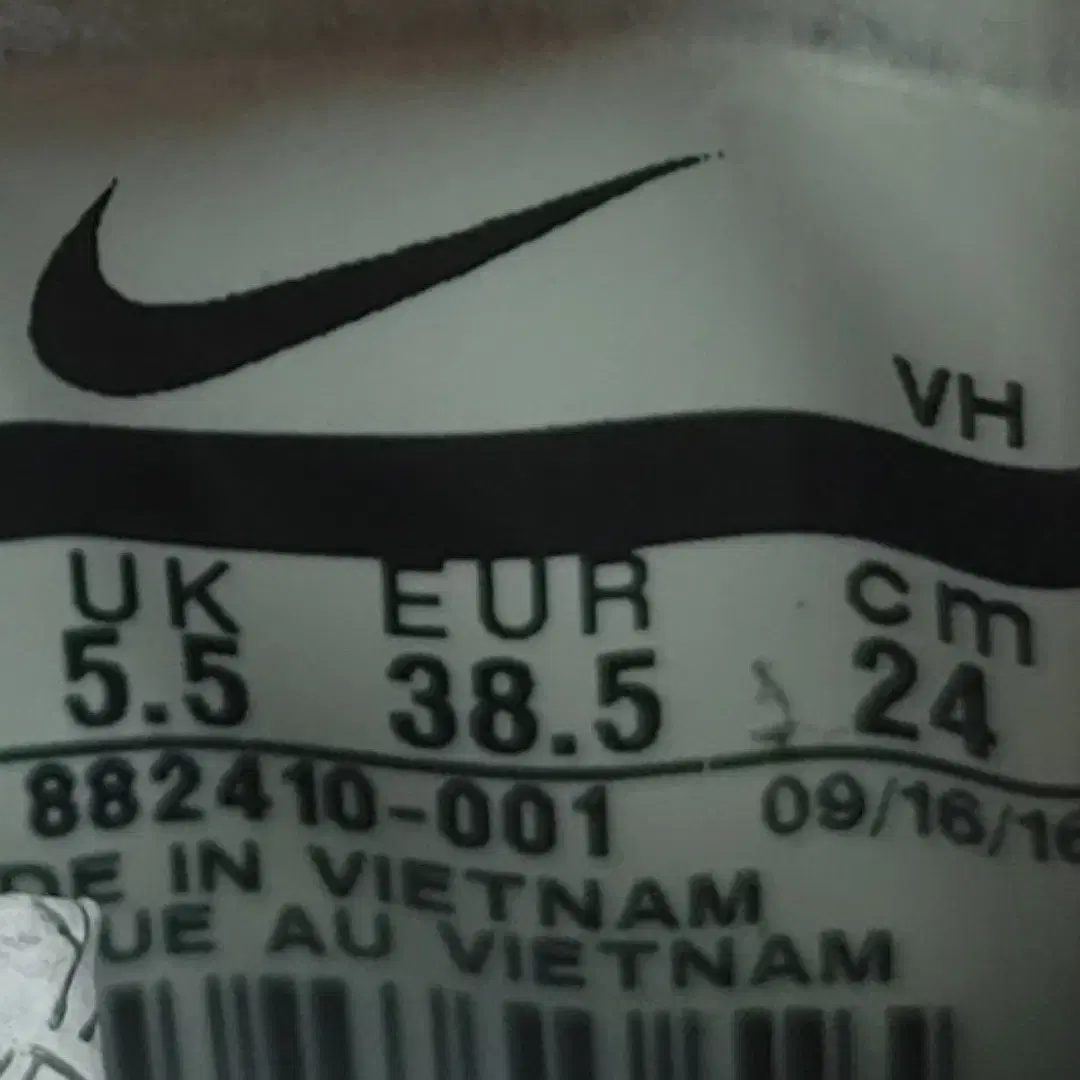 VH
UK EUR cm
5.5 38.5 24
882410-001 09/16/16
DE IN VIETNAM
UE AU VIETNAM